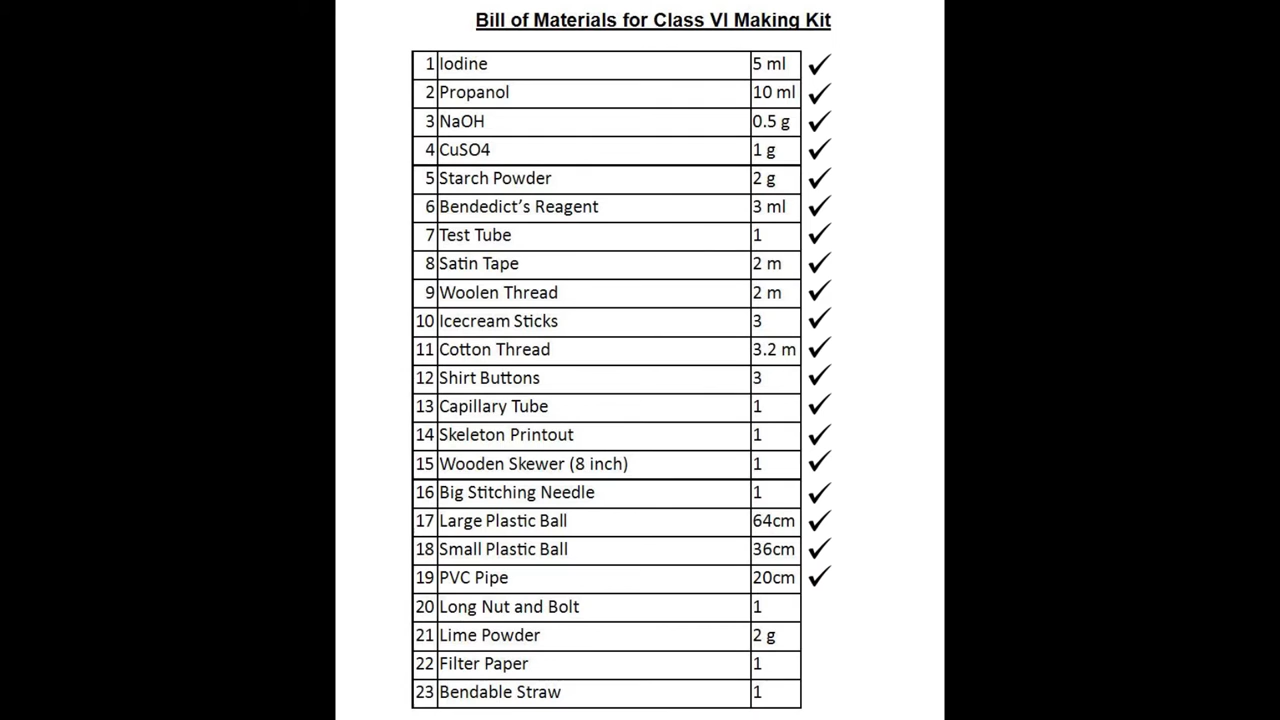 Bill of Materials for Class VI Making Kit
1 Iodine 5 ml ✓
2 Propanol 10 ml ✓
3 NaOH 0.5 g ✓
4 CuSO4 1 g ✓
5 Starch Powder 2 g ✓
6 Bendedict’s Reagent 3 ml ✓
7 Test Tube 1 ✓
8 Satin Tape 2 m ✓
9 Woolen Thread 2 m ✓
10 Icecream Sticks 3 ✓
11 Cotton Thread 3.2 m ✓
12 Shirt Buttons 3 ✓
13 Capillary Tube 1 ✓
14 Skeleton Printout 1 ✓
15 Wooden Skewer (8 inch) 1 ✓
16 Big Stitching Needle 1 ✓
17 Large Plastic Ball 64cm ✓
18 Small Plastic Ball 36cm ✓
19 PVC Pipe 20cm ✓
20 Long Nut and Bolt 1
21 Lime Powder 2 g
22 Filter Paper 1
23 Bendable Straw 1